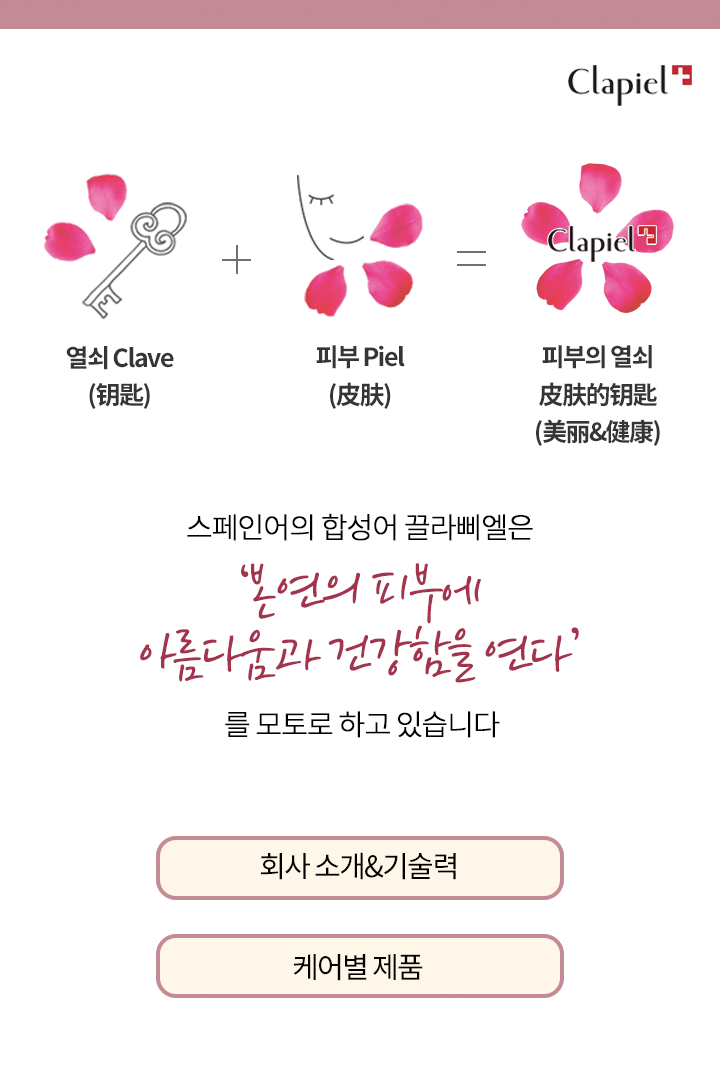 Clapiel
+
=
Clapiel
열쇠 Clave
(钥匙)
피부 Piel
(皮肤)
피부의 열쇠
皮肤的钥匙
(美丽&健康)
스페인어의 합성어 끌라삐엘은
‘본연의 피부에
아름다움과 건강함을 연다’
를 모토로 하고 있습니다
회사 소개&기술력
케어별 제품